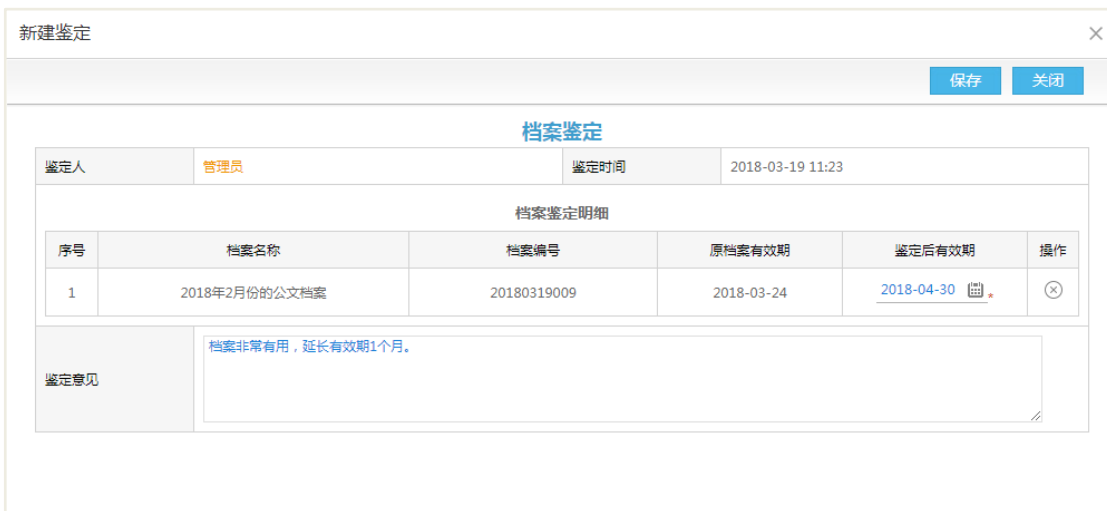 新建鉴定
保存 关闭
档案鉴定
鉴定人 管理员 鉴定时间 2018-03-19 11:23
档案鉴定明细
序号 档案名称 档案编号 原档案有效期 鉴定后有效期 操作
1 2018年2月份的公文档案 20180319009 2018-03-24 2018-04-30 *
鉴定意见 档案非常有用，延长有效期1个月。